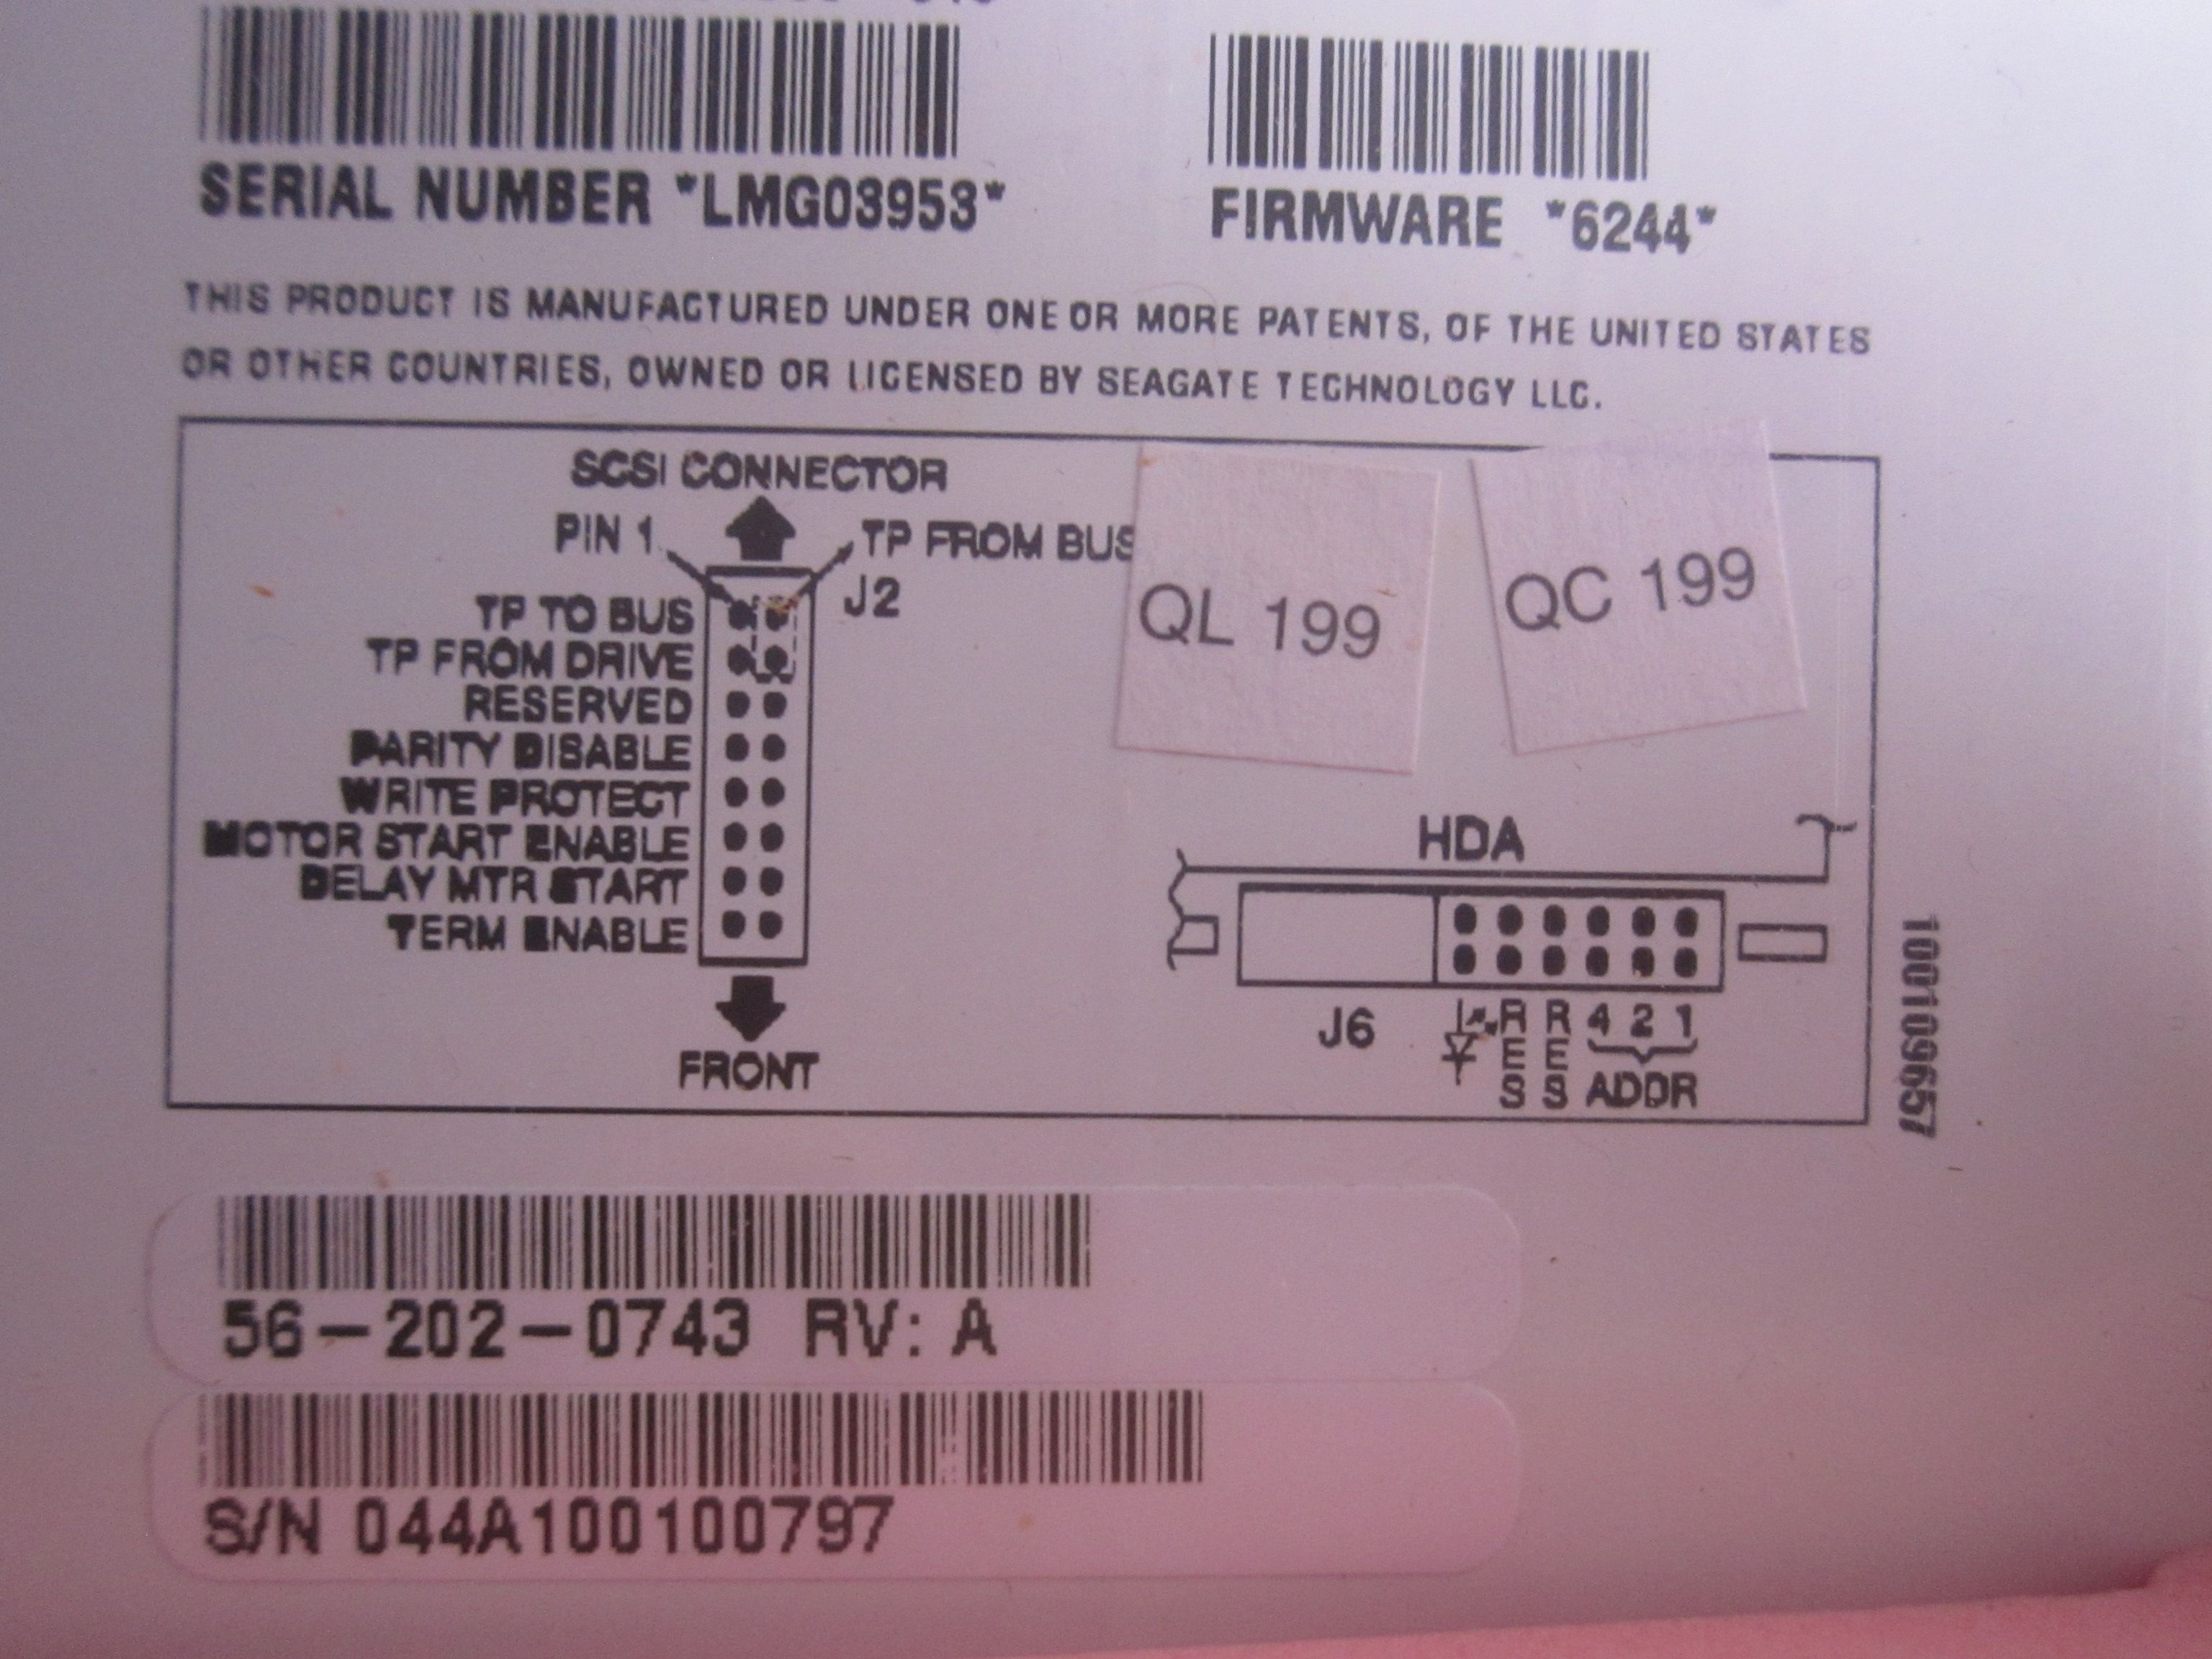 SERIAL NUMBER *LMG03953*
FIRMWARE *6244*
THIS PRODUCT IS MANUFACTURED UNDER ONE OR MORE PATENTS, OF THE UNITED STATES
OR OTHER COUNTRIES, OWNED OR LICENSED BY SEAGATE TECHNOLOGY LLC.
SCSI CONNECTOR
PIN 1
TP FROM BUS
J2
TP TO BUS
TP FROM DRIVE
RESERVED
PARITY DISABLE
WRITE PROTECT
MOTOR START ENABLE
DELAY MTR START
TERM ENABLE
FRONT
QL 199
QC 199
HDA
J6
RES RES 4 2 1
ADDR
100109657
56-202-0743 RV: A
S/N 044A100100797